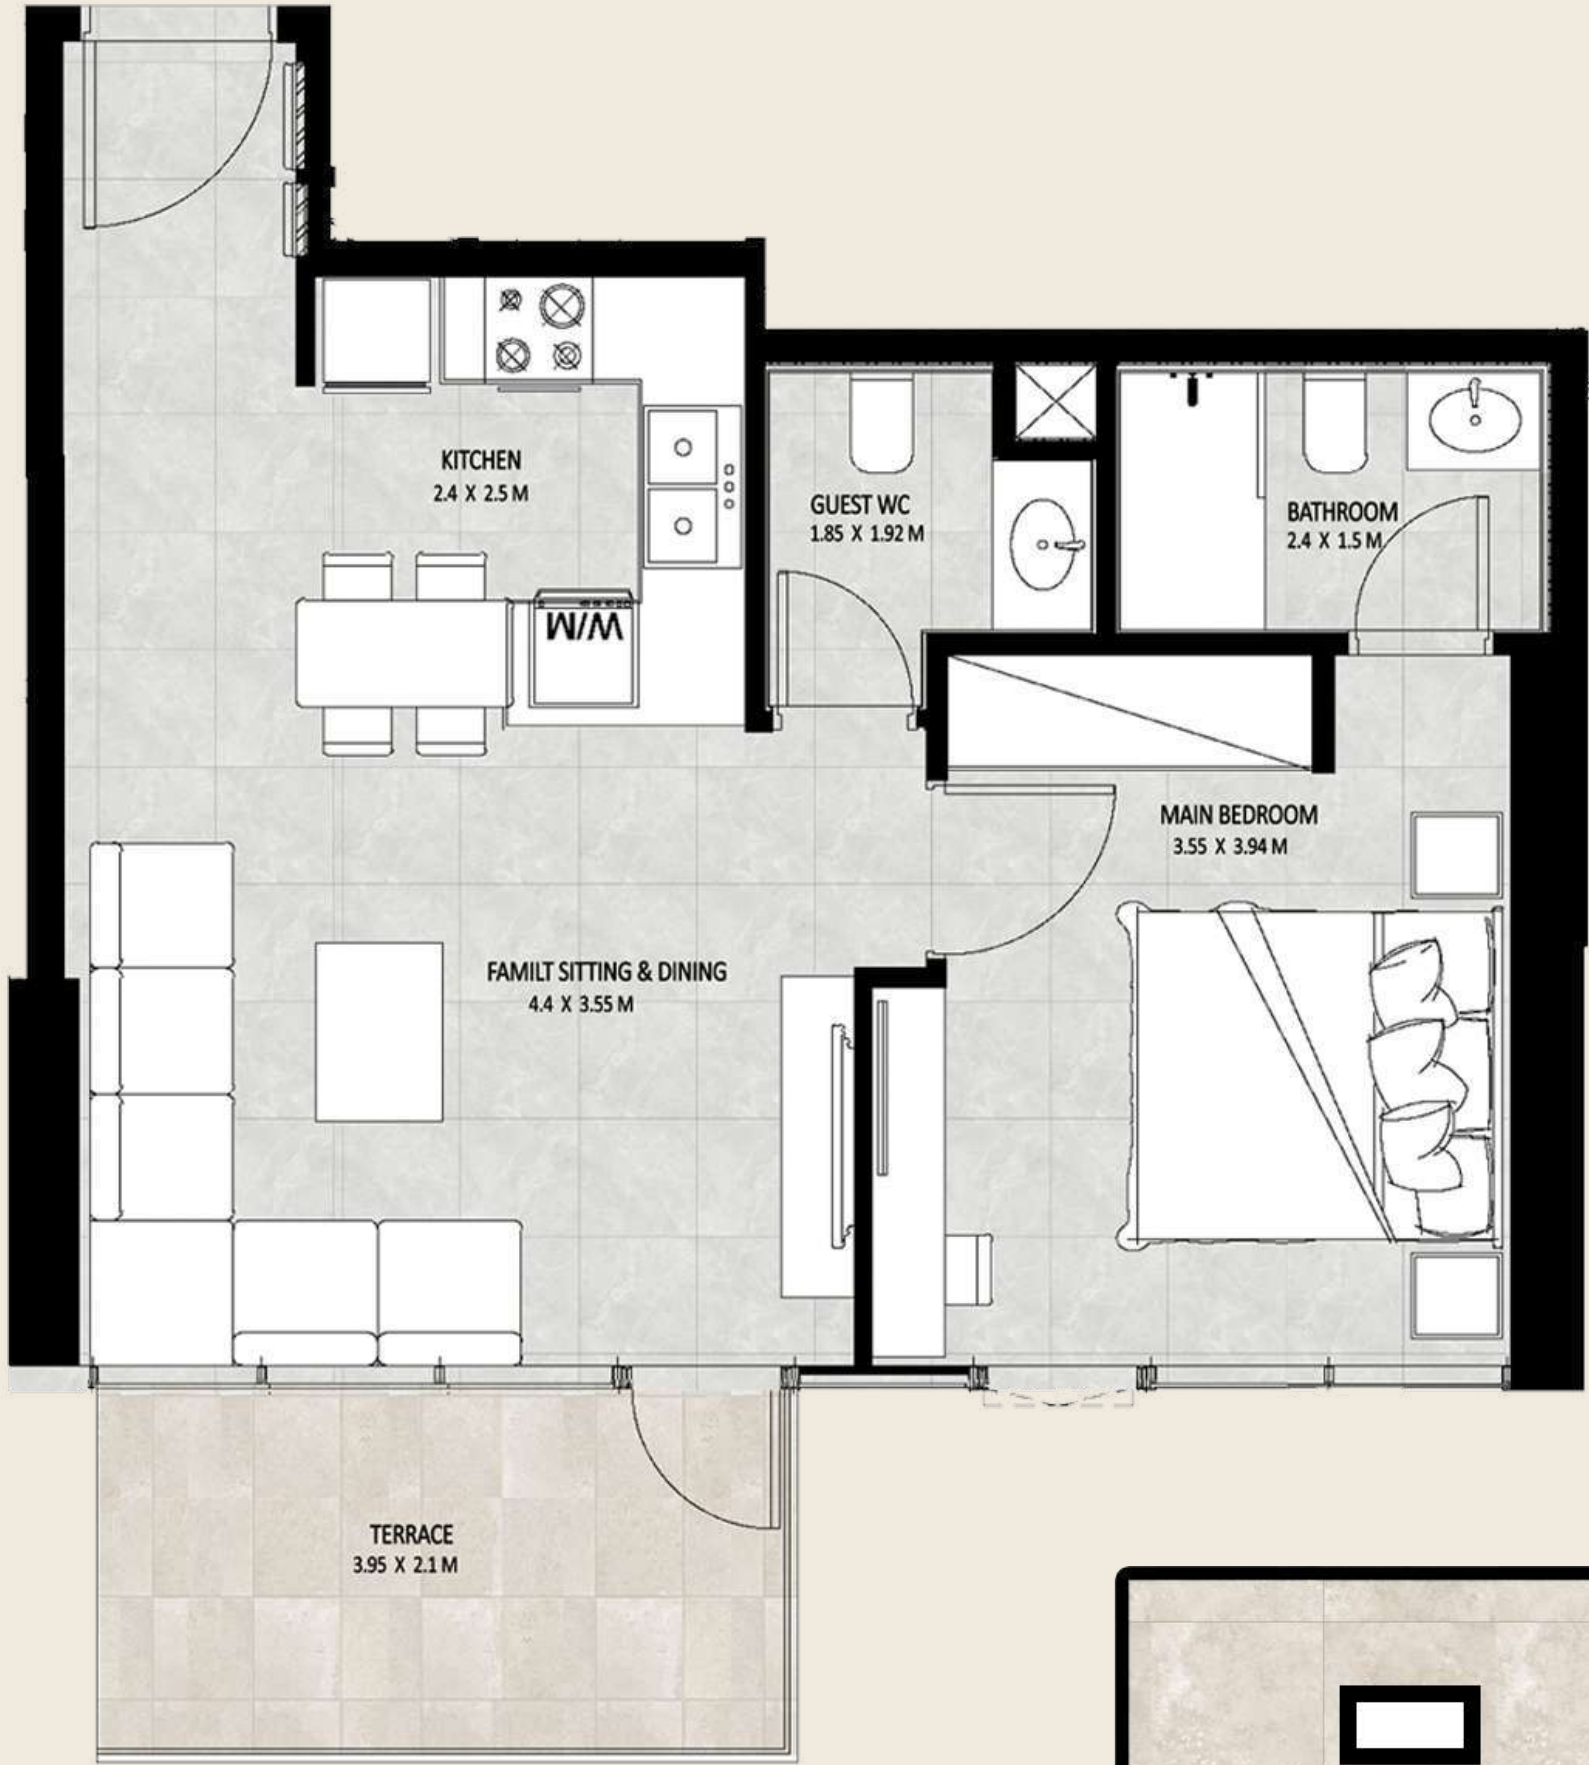 KITCHEN
2.4 X 2.5 M
GUEST WC
1.85 X 1.92 M
BATHROOM
2.4 X 1.5 M
W/M
MAIN BEDROOM
3.55 X 3.94 M
FAMILT SITTING & DINING
4.4 X 3.55 M
TERRACE
3.95 X 2.1 M